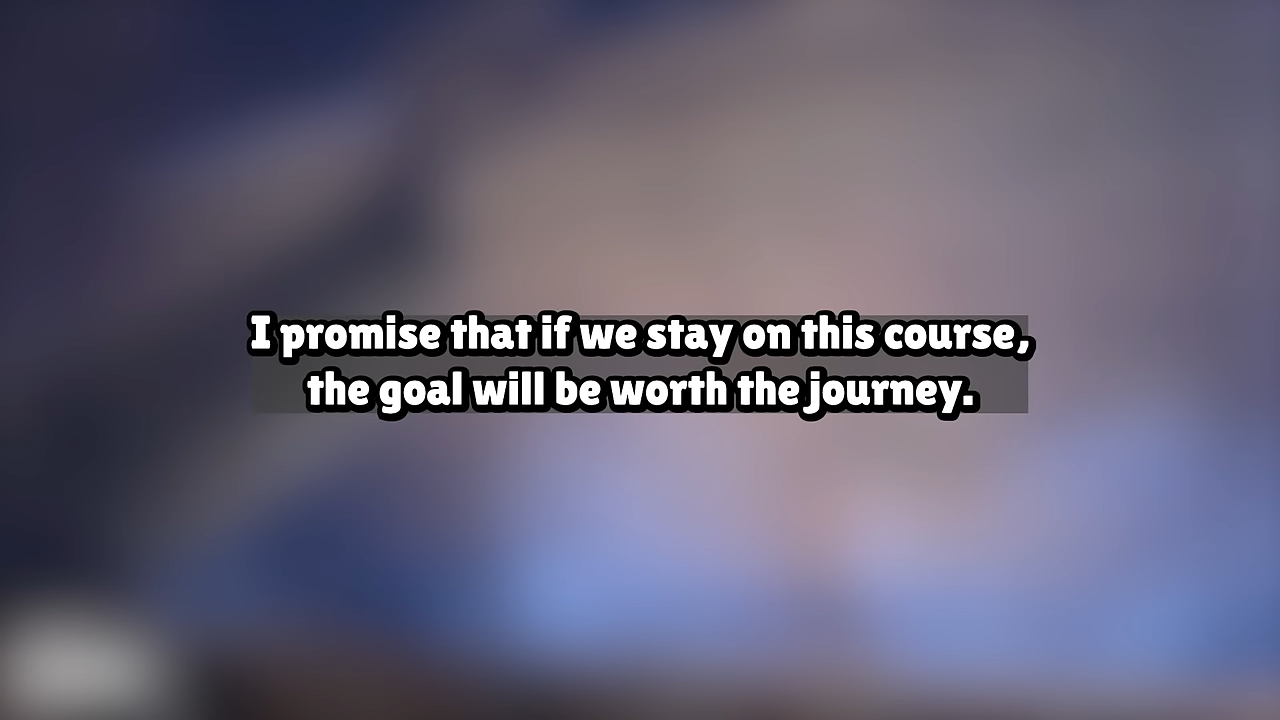 I promise that if we stay on this course,
the goal will be worth the journey.